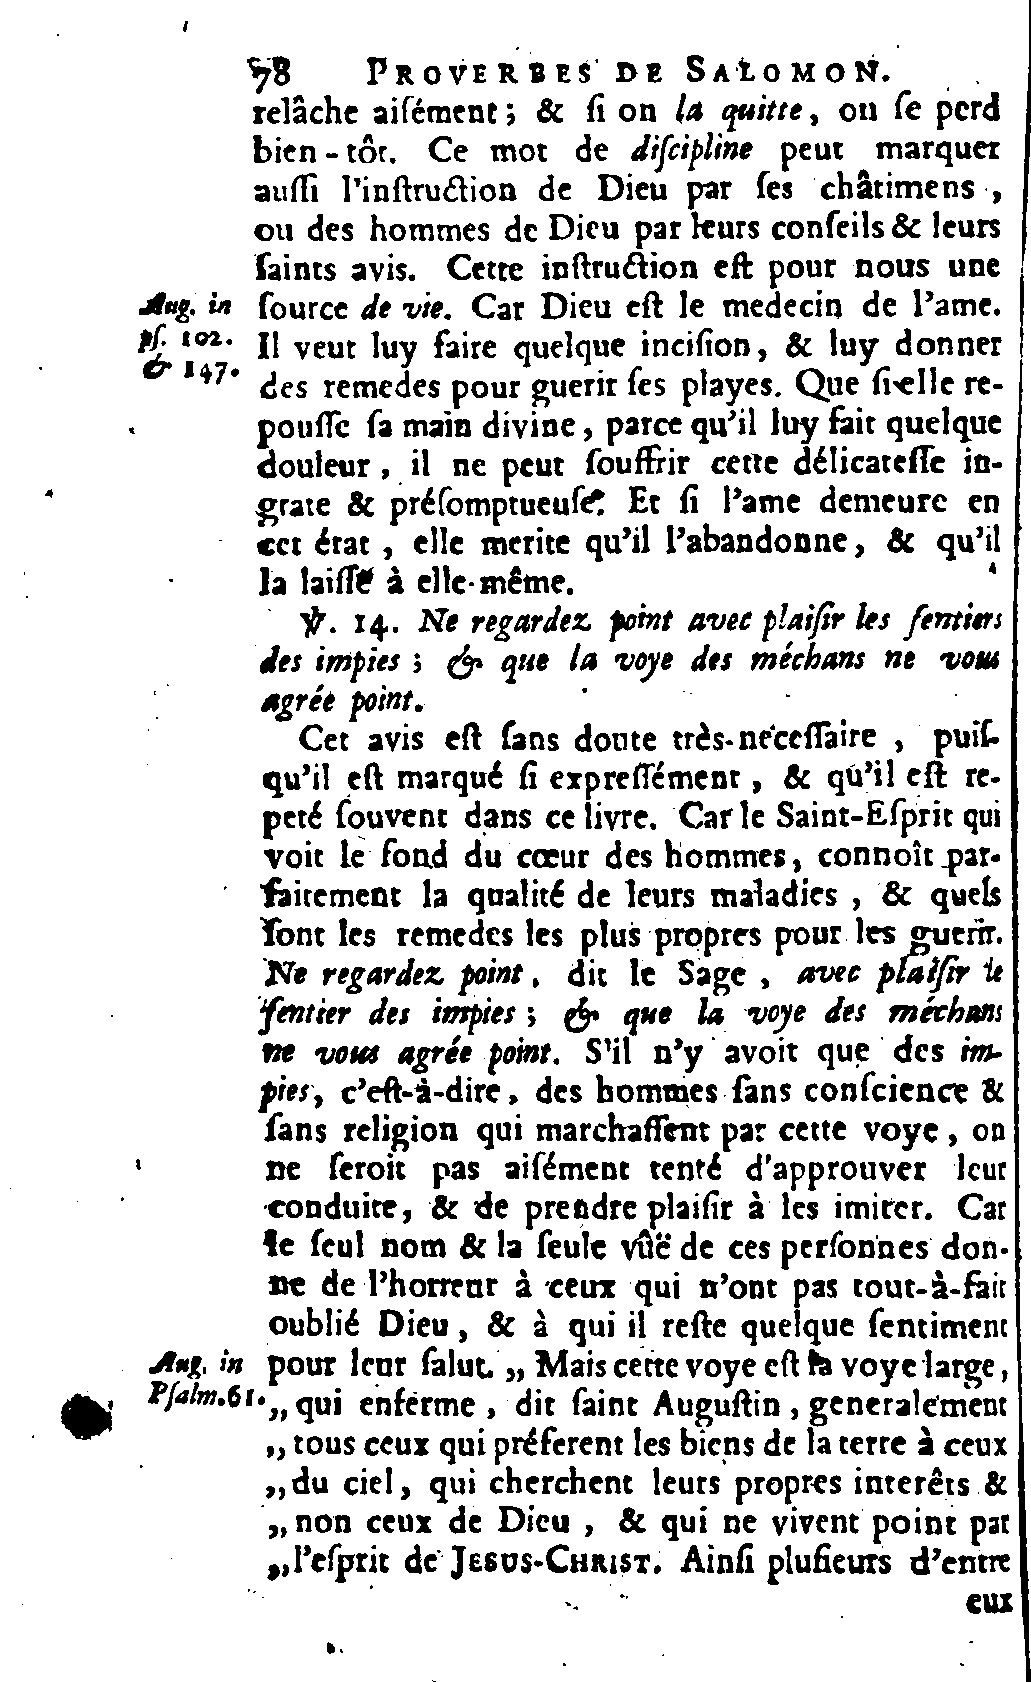 78 PROVERBES DE SALOMON.
relâche aiſément ; & ſi on la quitte, on ſe perd
bien-tôt. Ce mot de diſcipline peut marquer
auſſi l'inſtruction de Dieu par ſes châtimens,
ou des hommes de Dieu par leurs conſeils & leurs
ſaints avis. Cette inſtruction eſt pour nous une
Aug. in ſource de vie. Car Dieu eſt le medecin de l'ame.
pſ. 102. Il veut luy faire quelque inciſion, & luy donner
& 147. des remedes pour guerir ſes playes. Que ſi elle re-
pouſſe ſa main divine, parce qu'il luy fait quelque
douleur, il ne peut ſouffrir cette délicateſſe in-
grate & préſomptueuſe. Et ſi l'ame demeure en
cet état, elle merite qu'il l'abandonne, & qu'il
la laiſſe à elle-même.
℣. 14. Ne regardez point avec plaiſir les ſentiers
des impies ; & que la voye des méchans ne vous
agrée point.
Cet avis eſt ſans doute très-néceſſaire, puiſ-
qu'il eſt marqué ſi expreſſément, & qu'il eſt re-
peté ſouvent dans ce livre. Car le Saint-Eſprit qui
voit le fond du cœur des hommes, connoît par-
faitement la qualité de leurs maladies, & quels
ſont les remedes les plus propres pour les guerir.
Ne regardez point, dit le Sage, avec plaiſir le
ſentier des impies ; & que la voye des méchans
ne vous agrée point. S'il n'y avoit que des im-
pies, c'eſt-à-dire, des hommes ſans conſcience &
ſans religion qui marchaſſent par cette voye, on
ne ſeroit pas aiſément tenté d'approuver leur
conduite, & de prendre plaiſir à les imiter. Car
le ſeul nom & la ſeule vûë de ces perſonnes don-
ne de l'horreur à ceux qui n'ont pas tout-à-fait
oublié Dieu, & à qui il reſte quelque ſentiment
Aug. in pour leur ſalut. „ Mais cette voye eſt la voye large,
Pſalm. 61. „ qui enferme, dit ſaint Auguſtin, generalement
„ tous ceux qui préferent les biens de la terre à ceux
„ du ciel, qui cherchent leurs propres interêts &
„ non ceux de Dieu, & qui ne vivent point par
„ l'eſprit de JESUS-CHRIST. Ainſi pluſieurs d'entre
eux